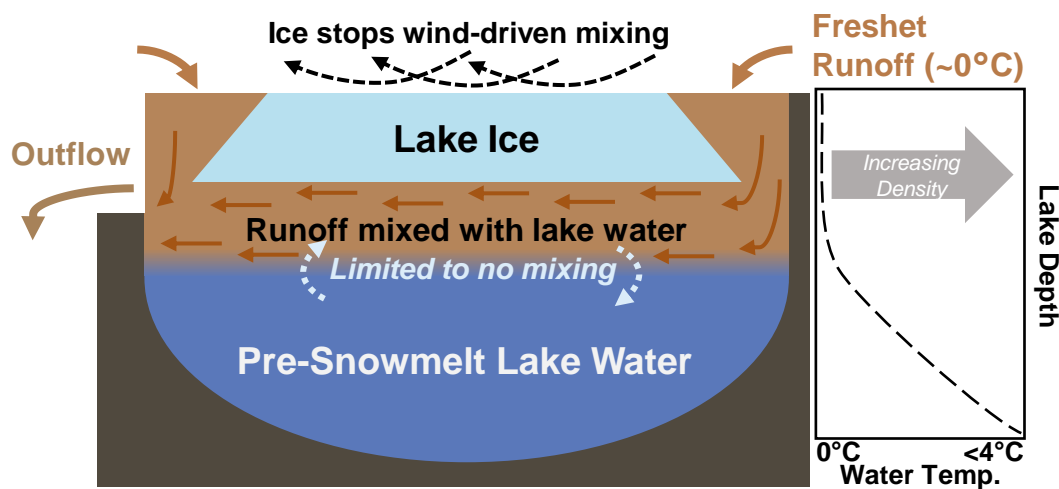 Ice stops wind-driven mixing
Freshet
Runoff (~0°C)
Lake Ice
Outflow
Increasing
Density
Lake Depth
Runoff mixed with lake water
Limited to no mixing
Pre-Snowmelt Lake Water
0°C
<4°C
Water Temp.